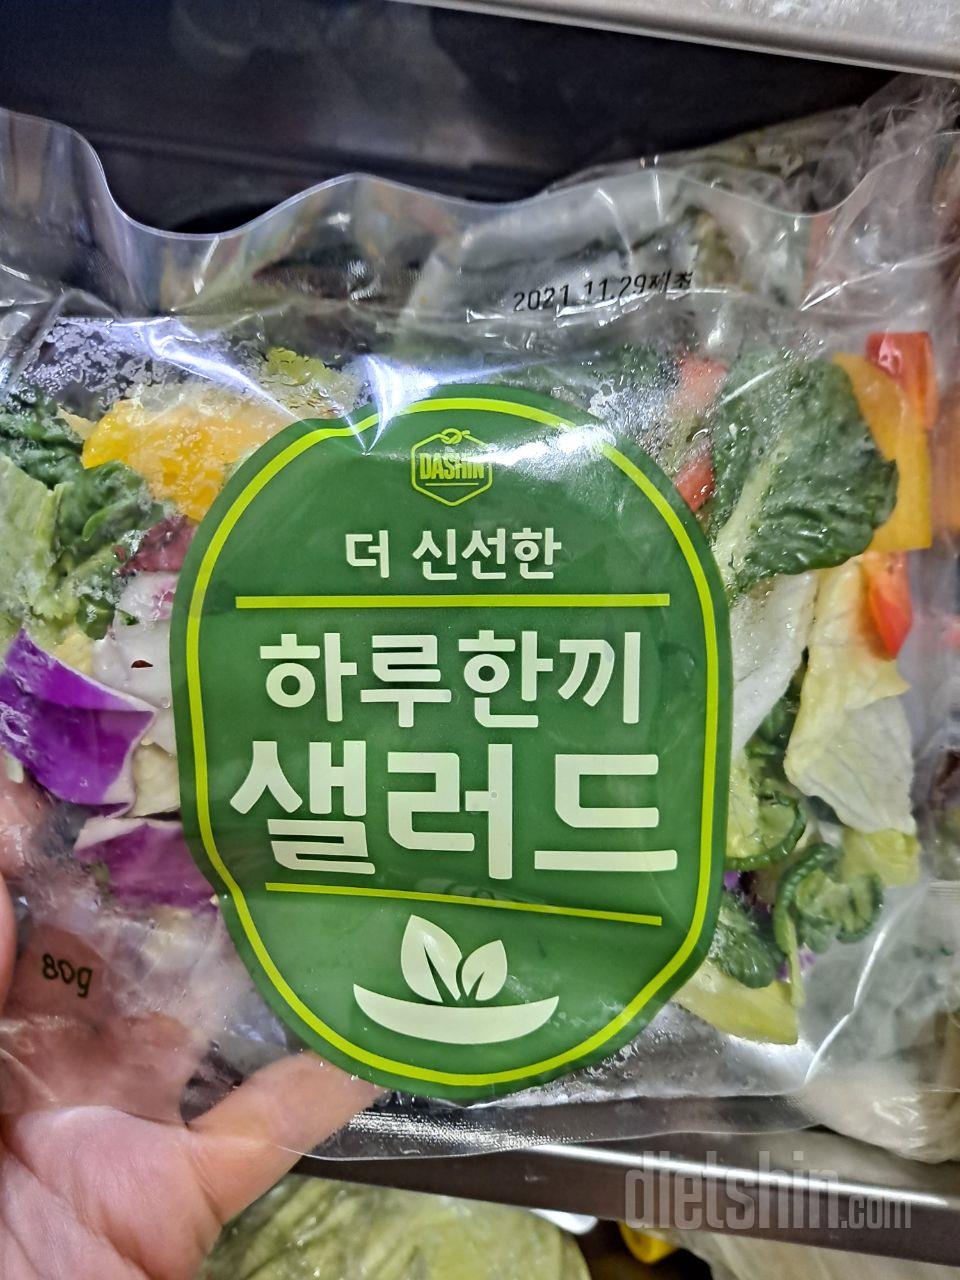 2021.11.29제조
DASHIN
더 신선한
하루한끼
샐러드
80g
dietshin.com